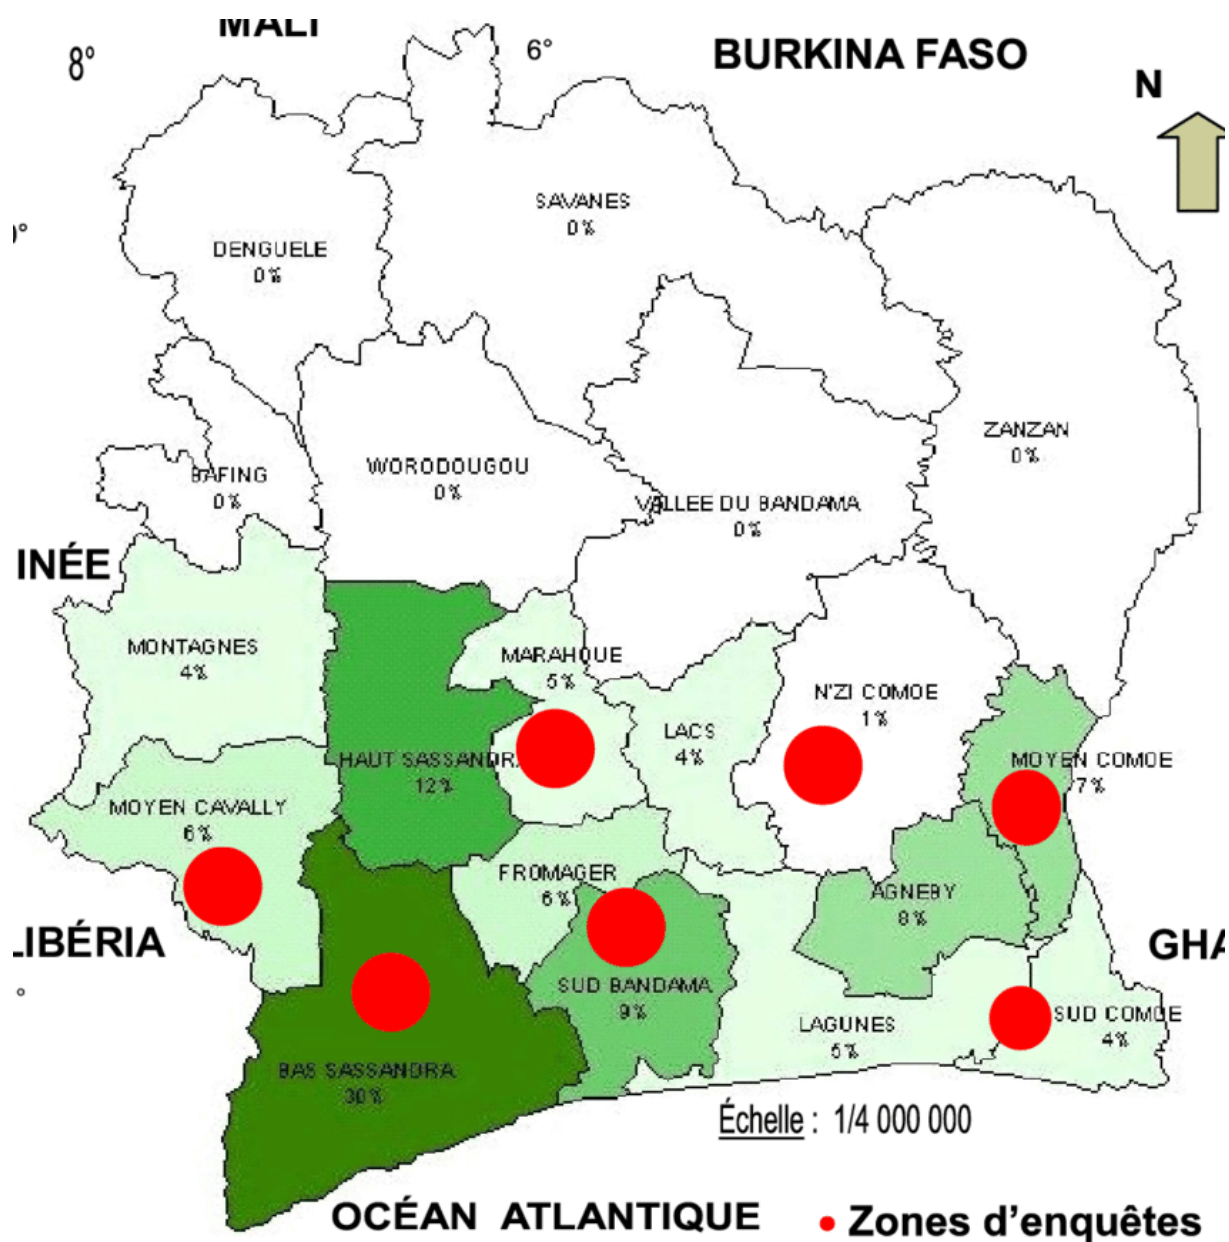 MALI
8°
6°
BURKINA FASO
N
SAVANES
0%
DENGUELE
0%
ZANZAN
0%
BAFING
0%
WORODOUGOU
0%
VALLEE DU BANDAMA
0%
INÉE
MONTAGNES
4%
MARAHOUE
5%
N'ZI COMOE
1%
LACS
4%
HAUT SASSANDRA
12%
MOYEN COMOE
7%
MOYEN CAVALLY
6%
FROMAGER
6%
AGNEBY
8%
LIBÉRIA
GHA
SUD BANDAMA
9%
LAGUNES
5%
SUD COMOE
4%
BAS SASSANDRA
30%
Échelle : 1/4 000 000
OCÉAN ATLANTIQUE
Zones d'enquêtes